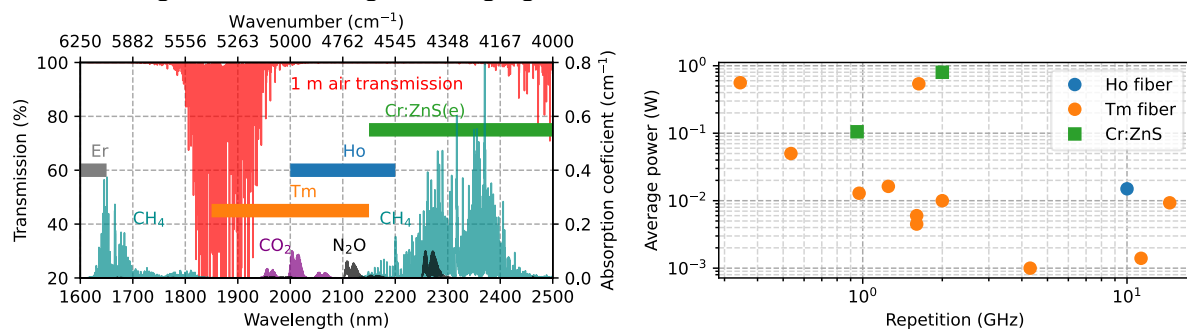 Wavenumber (cm⁻¹)
6250 5882 5556 5263 5000 4762 4545 4348 4167 4000
100
80
60
40
20
Transmission (%)
1 m air transmission
Cr:ZnS(e)
Er
Ho
Tm
CH₄
CO₂
N₂O
CH₄
0.8
0.6
0.4
0.2
0.0
Absorption coeficient (cm⁻¹)
1600 1700 1800 1900 2000 2100 2200 2300 2400 2500
Wavelength (nm)
10⁰
10⁻¹
10⁻²
10⁻³
Average power (W)
Ho fiber
Tm fiber
Cr:ZnS
10⁰ 10¹
Repetition (GHz)